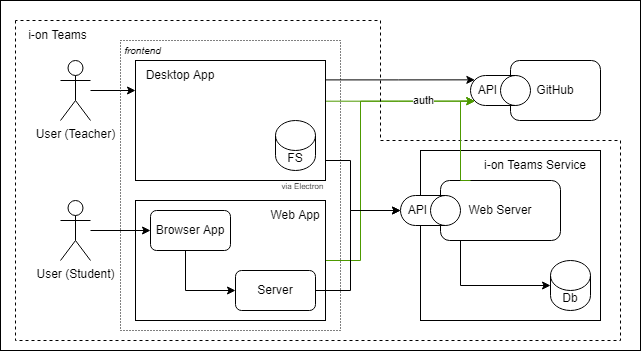 i-on Teams
frontend
Desktop App
API
GitHub
auth
User (Teacher)
FS
i-on Teams Service
via Electron
Web App
API
Web Server
Browser App
User (Student)
Server
Db